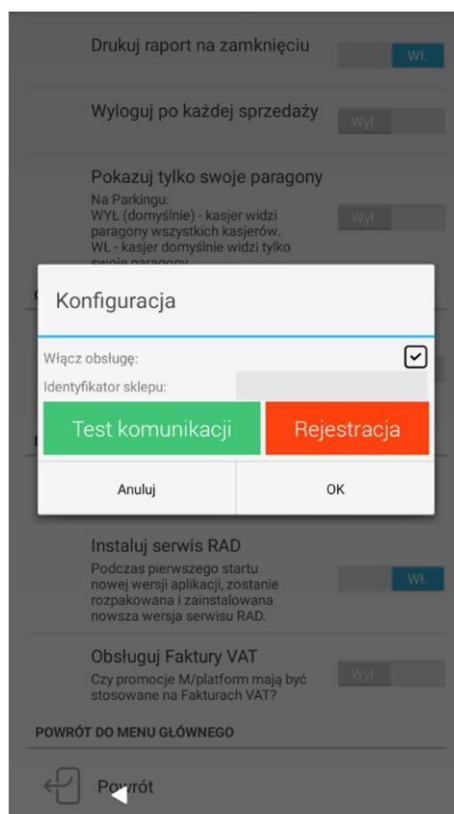 Drukuj raport na zamknięciu
Wł.
Wyloguj po każdej sprzedaży
Wył.
Pokazuj tylko swoje paragony
Na Parkingu:
WYŁ (domyślnie) - kasjer widzi
paragony wszystkich kasjerów.
WŁ - kasjer domyślnie widzi tylko
swoje paragony
Wył.
Konfiguracja
Włącz obsługę:
Identyfikator sklepu:
Test komunikacji
Rejestracja
Anuluj
OK
Instaluj serwis RAD
Podczas pierwszego startu
nowej wersji aplikacji, zostanie
rozpakowana i zainstalowana
nowsza wersja serwisu RAD.
Wł.
Obsługuj Faktury VAT
Czy promocje M/platform mają być
stosowane na Fakturach VAT?
Wył.
POWRÓT DO MENU GŁÓWNEGO
Powrót